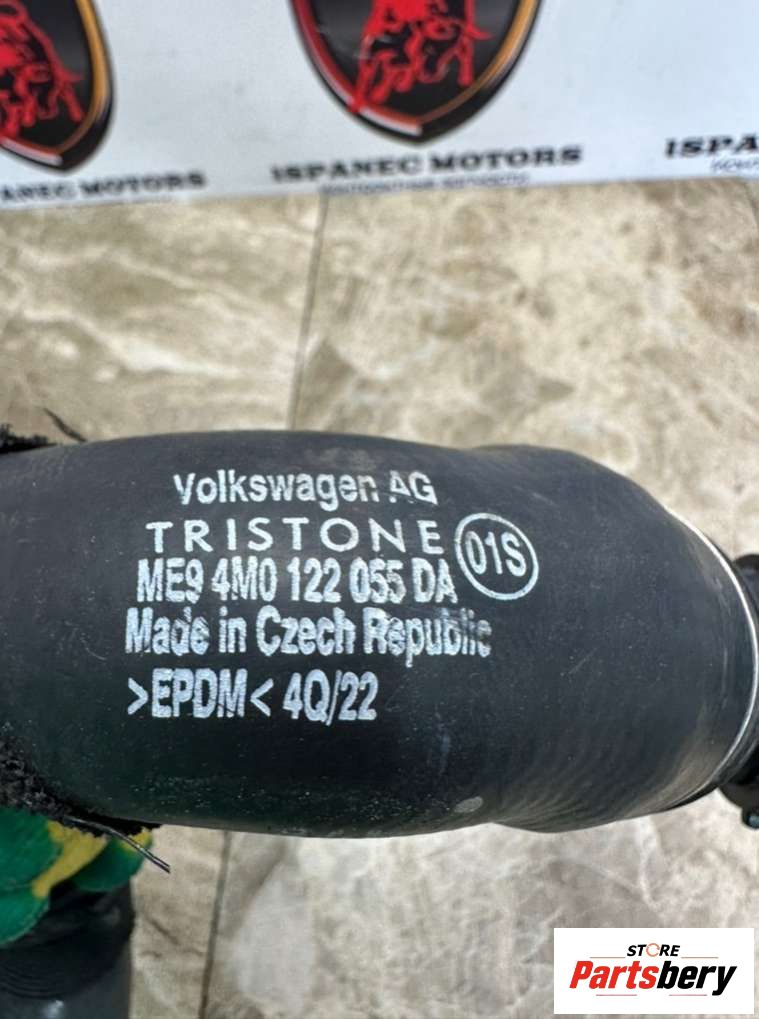 ISPANEC MOTORS
ISPANEC MOTORS
ISPA
Volkswagen AG
TRISTONE
01S
ME9 4M0 122 055 DA
Made in Czech Republic
>EPDM< 4Q/22
STORE
Partsbery